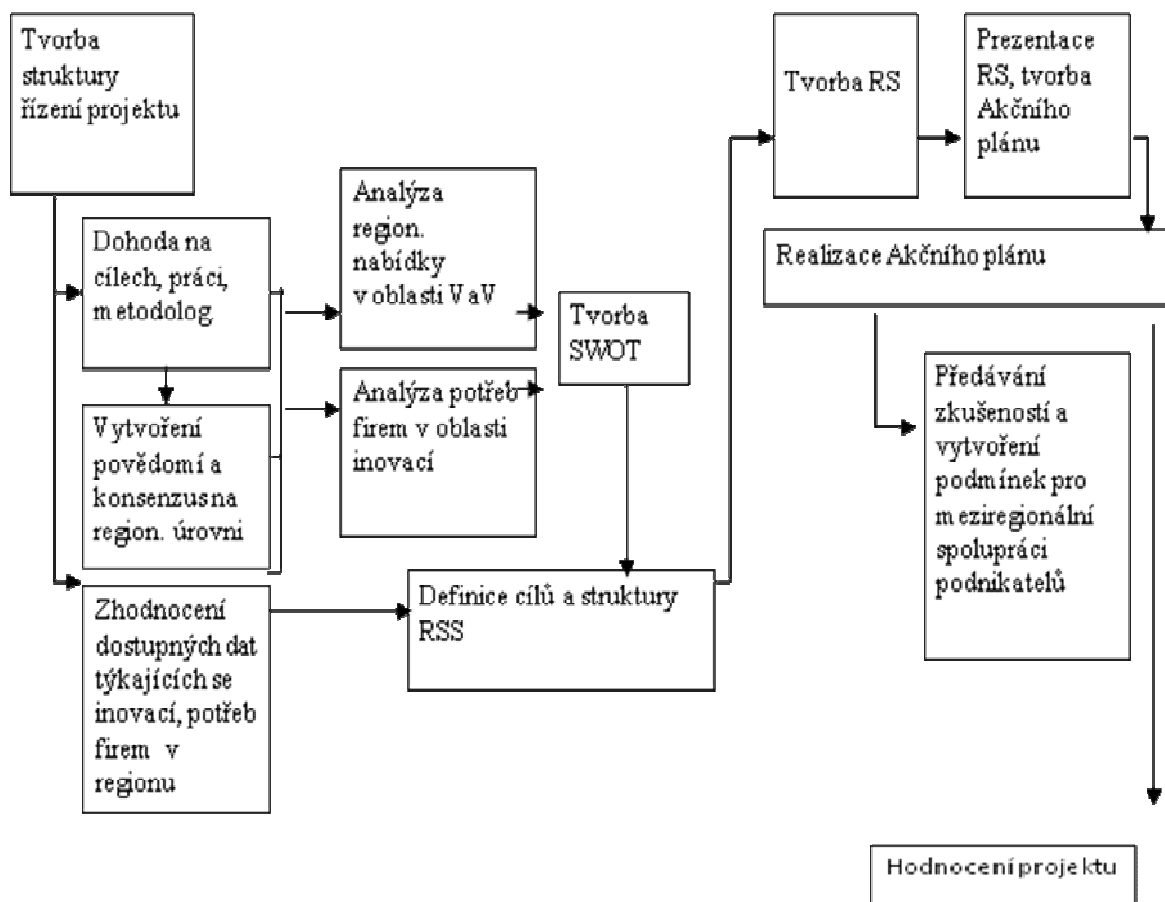 Tvorba
struktury
řízení projektu
Dohoda na
cílech, práci,
metodolog
Vytvoření
povědomí a
konsenzus na
region. úrovni
Zhodnocení
dostupných dat
týkajících se
inovací, potřeb
firem v
regionu
Analýza
region.
nabídky
v oblasti VaV
Analýza potřeb
firem v oblasti
inovací
Tvorba
SWOT
Definice cílů a struktury
RSS
Tvorba RS
Prezentace
RS, tvorba
Akčního
plánu
Realizace Akčního plánu
Předávání
zkušeností a
vytvoření
podmínek pro
meziregionální
spolupráci
podnikatelů
Hodnocení projektu